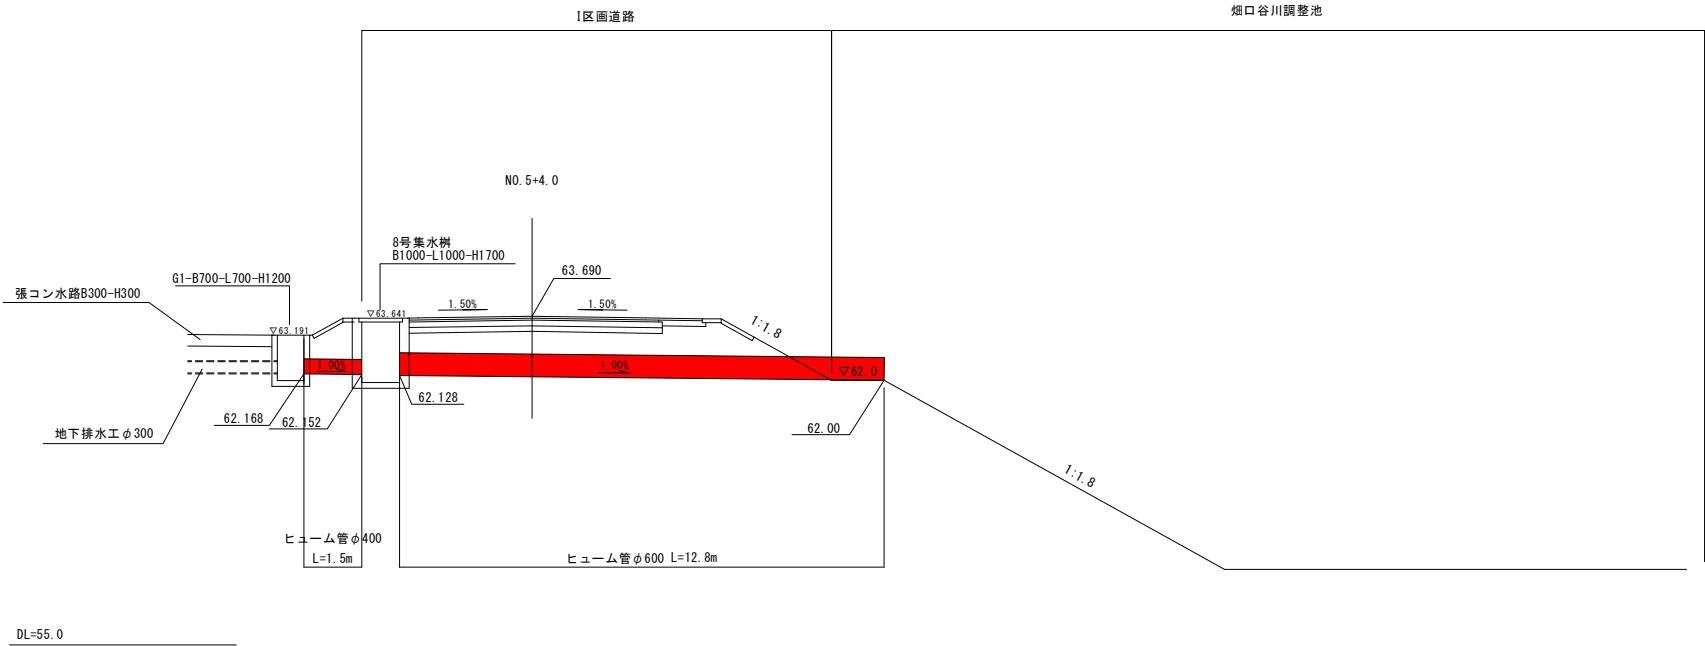 I区画道路
畑口谷川調整池
NO.5+4.0
8号集水桝
B1000-L1000-H1700
63.690
G1-B700-L700-H1200
張コン水路B300-H300
▽63.641
1.50%
1.50%
▽63.191
1:1.8
1.00%
1.00%
▽62.0
62.128
62.168
62.152
62.00
地下排水工φ300
1:1.8
ヒューム管φ400
L=1.5m
ヒューム管φ600 L=12.8m
DL=55.0